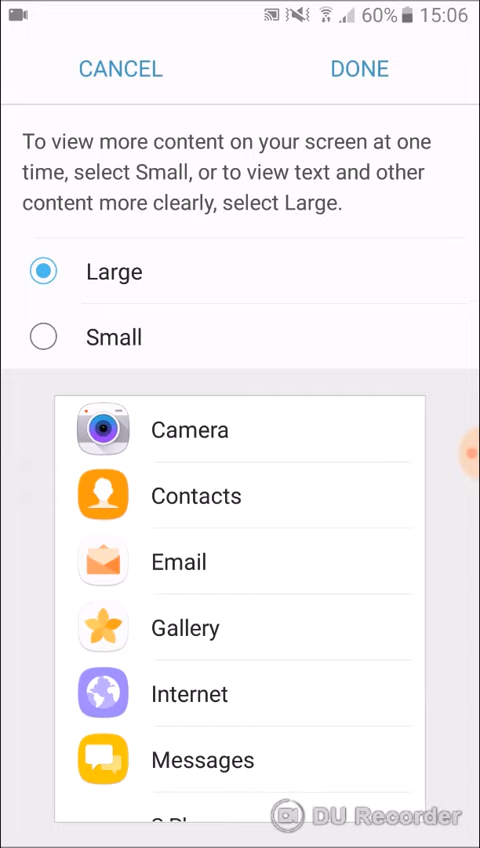 60% 15:06
CANCEL DONE
To view more content on your screen at one
time, select Small, or to view text and other
content more clearly, select Large.
Large
Small
Camera
Contacts
Email
Gallery
Internet
Messages
DU Recorder